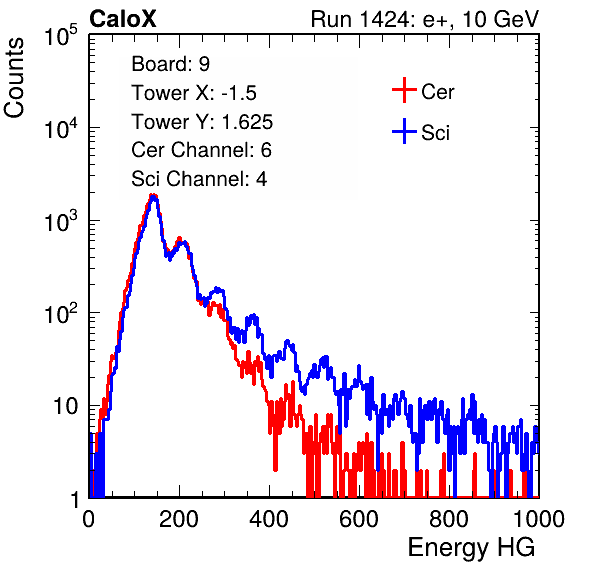 CaloX Run 1424: e+, 10 GeV
Counts
Board: 9
Tower X: -1.5
Tower Y: 1.625
Cer Channel: 6
Sci Channel: 4
Cer
Sci
10^5
10^4
10^3
10^2
10
1
0 200 400 600 800 1000
Energy HG